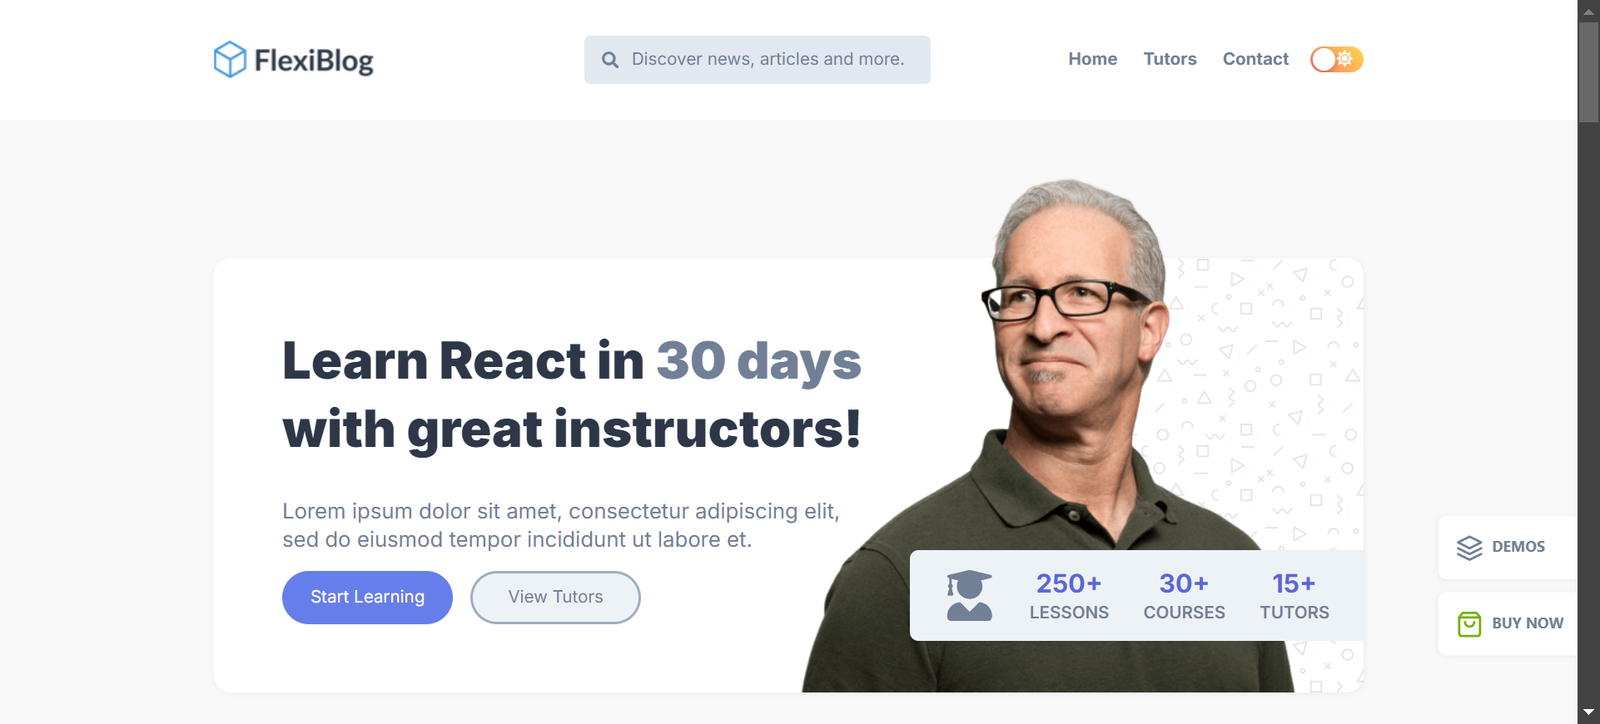 FlexiBlog
Discover news, articles and more.
Home
Tutors
Contact
Learn React in 30 days
with great instructors!
Lorem ipsum dolor sit amet, consectetur adipiscing elit,
sed do eiusmod tempor incididunt ut labore et.
Start Learning
View Tutors
250+
LESSONS
30+
COURSES
15+
TUTORS
DEMOS
BUY NOW